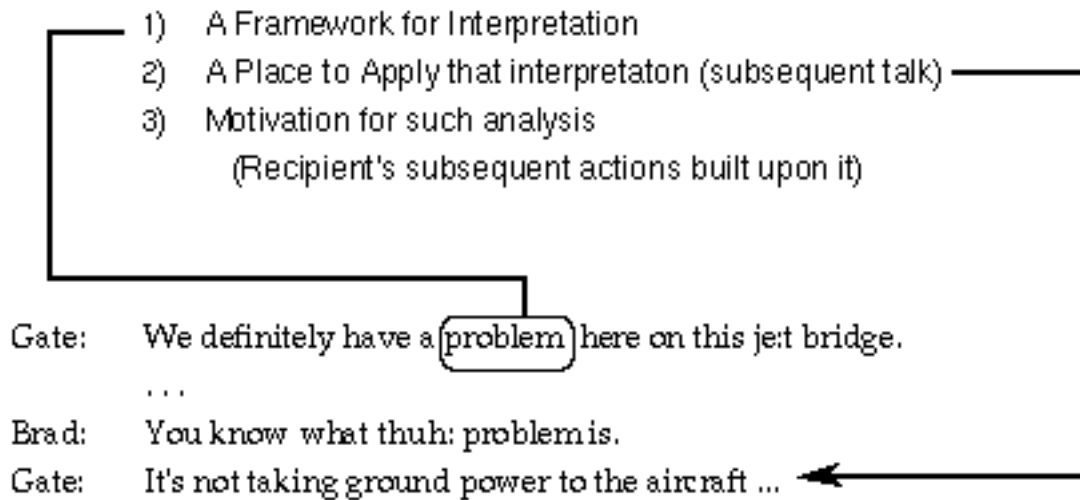 1) A Framework for Interpretation
2) A Place to Apply that interpretaton (subsequent talk)
3) Motivation for such analysis
(Recipient's subsequent actions built upon it)
Gate: We definitely have a problem here on this je:t bridge.
. . .
Brad: You know what thuh: problem is.
Gate: It's not taking ground power to the aircraft ...